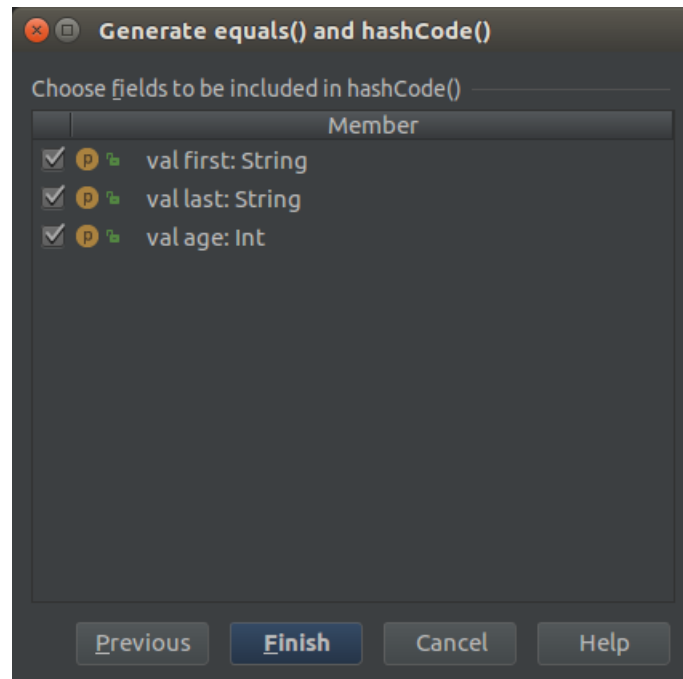 Generate equals() and hashCode()
Choose fields to be included in hashCode()
Member
p val first: String
p val last: String
p val age: Int
Previous Finish Cancel Help